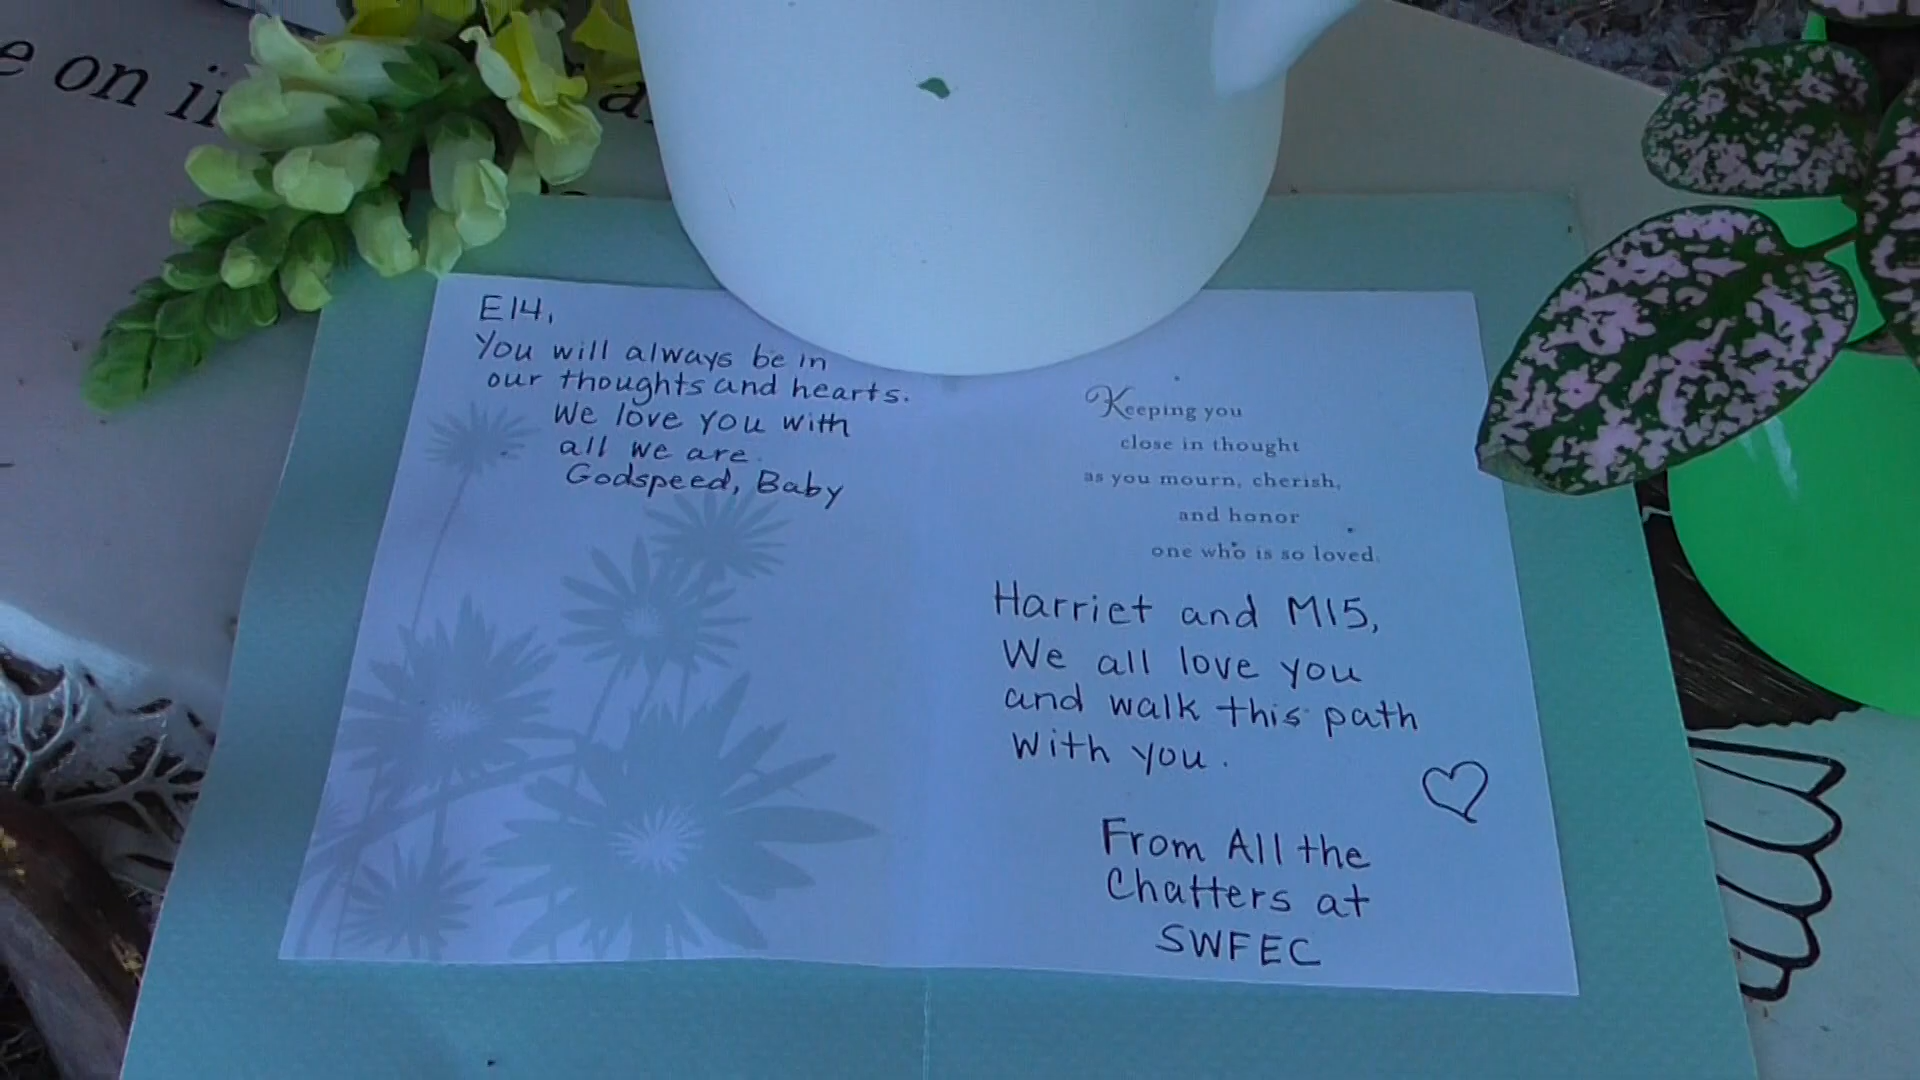 e on i
E14,
You will always be in
our thoughts and hearts.
We love you with
all we are.
Godspeed, Baby
Keeping you
close in thought
as you mourn, cherish,
and honor
one who is so loved.
Harriet and M15,
We all love you
and walk this path
with you.
From All the
Chatters at
SWFEC